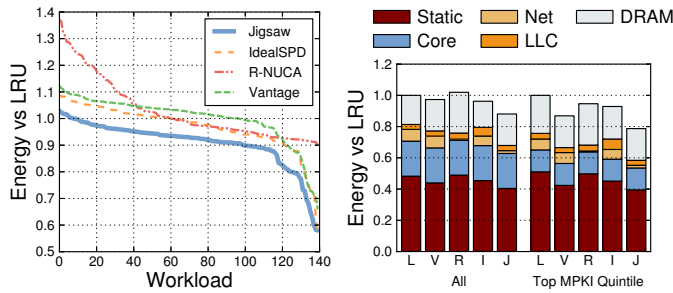 Energy vs LRU
1.4
1.3
1.2
1.1
1.0
0.9
0.8
0.7
0.6
0.5
0 20 40 60 80 100 120 140
Workload
Jigsaw
IdealSPD
R-NUCA
Vantage
Static Net DRAM
Core LLC
Energy vs LRU
1.2
1.0
0.8
0.6
0.4
0.2
0.0
L V R I J L V R I J
All Top MPKI Quintile